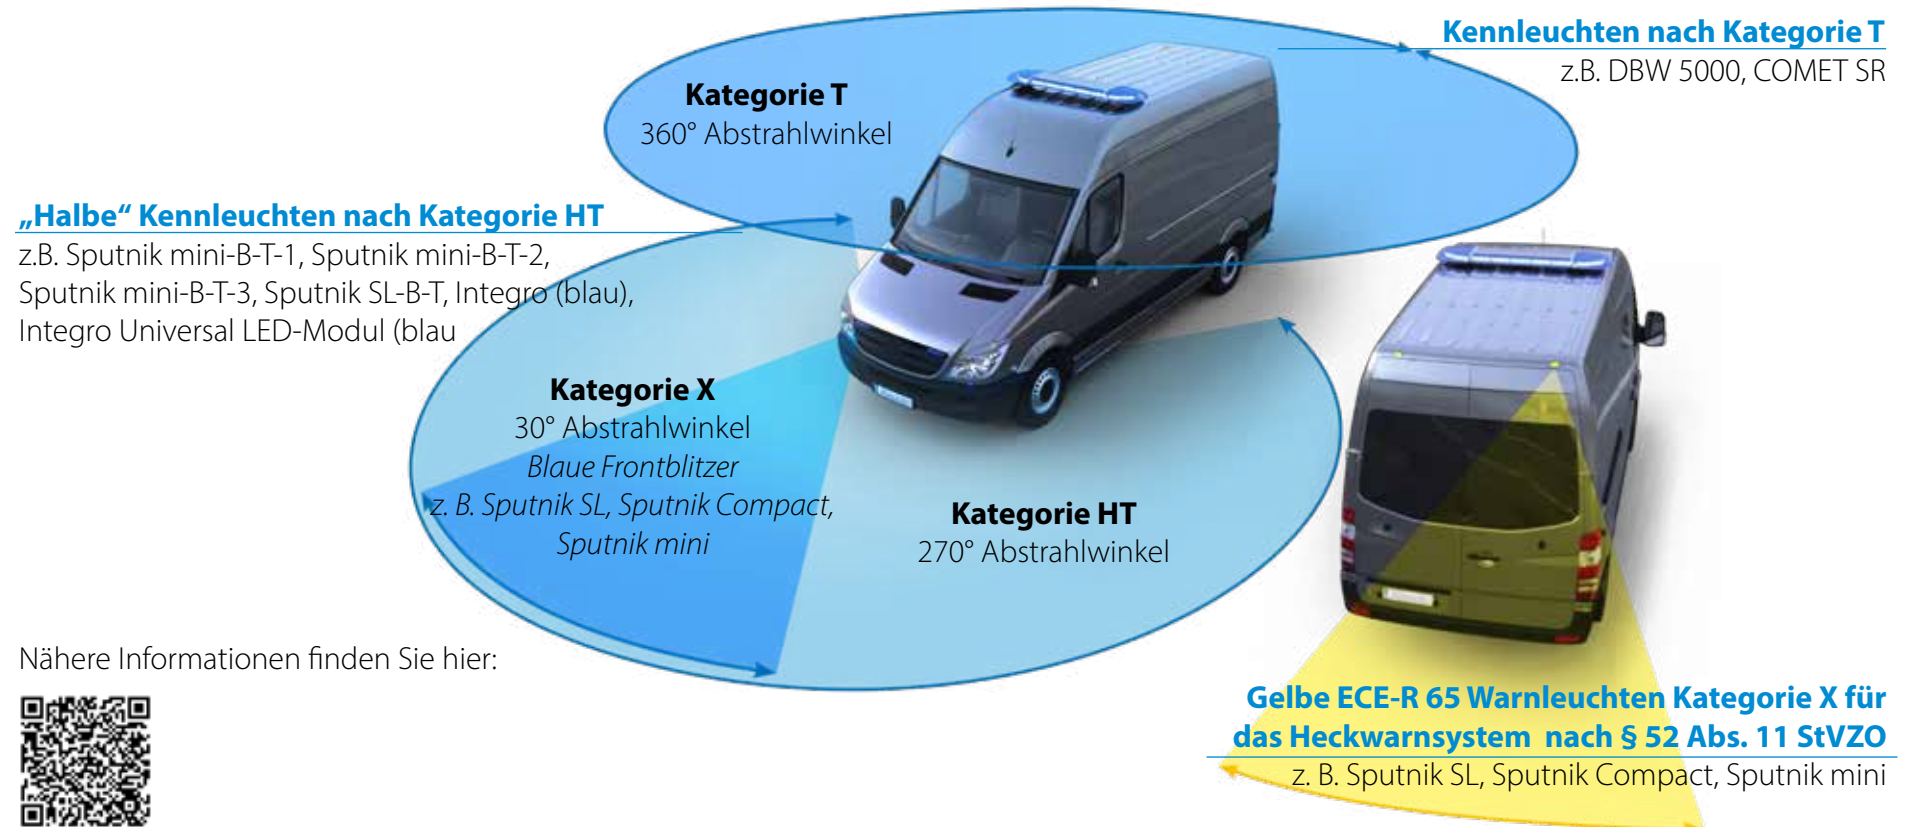 Kennleuchten nach Kategorie T
z.B. DBW 5000, COMET SR
Kategorie T
360° Abstrahlwinkel
„Halbe“ Kennleuchten nach Kategorie HT
z.B. Sputnik mini-B-T-1, Sputnik mini-B-T-2,
Sputnik mini-B-T-3, Sputnik SL-B-T, Integro (blau),
Integro Universal LED-Modul (blau
Kategorie X
30° Abstrahlwinkel
Blaue Frontblitzer
z. B. Sputnik SL, Sputnik Compact,
Sputnik mini
Kategorie HT
270° Abstrahlwinkel
Nähere Informationen finden Sie hier:
Gelbe ECE-R 65 Warnleuchten Kategorie X für
das Heckwarnsystem nach § 52 Abs. 11 StVZO
z. B. Sputnik SL, Sputnik Compact, Sputnik mini